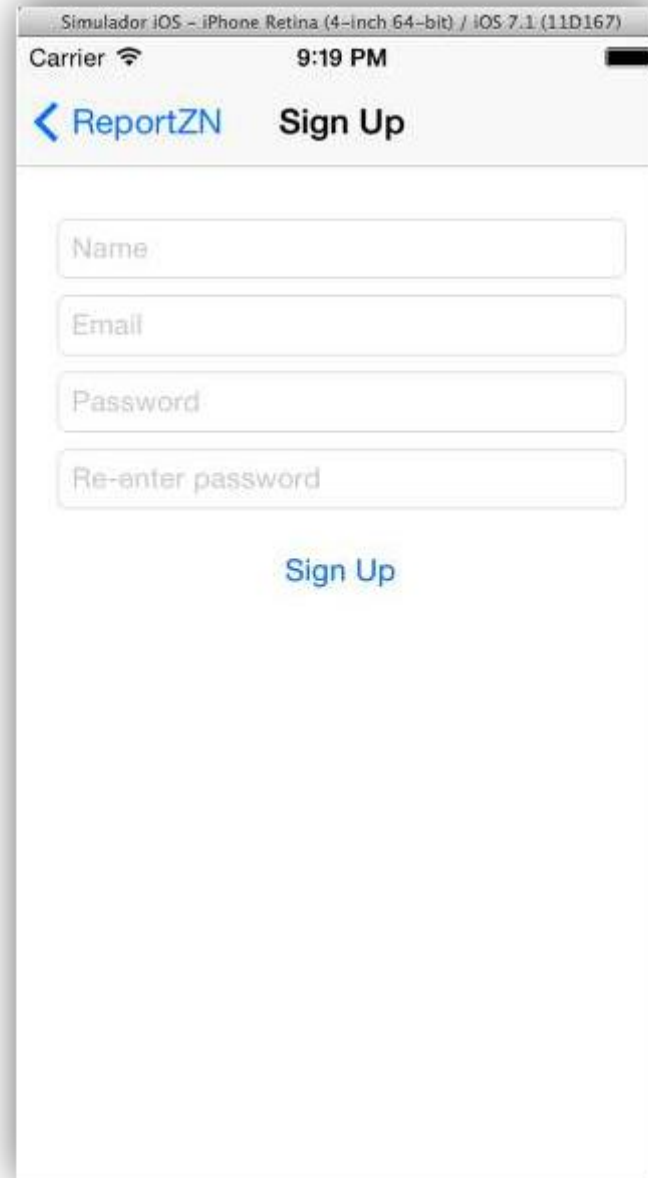 Simulador iOS - iPhone Retina (4-inch 64-bit) / iOS 7.1 (11D167)
Carrier 9:19 PM
ReportZN Sign Up
Name
Email
Password
Re-enter password
Sign Up